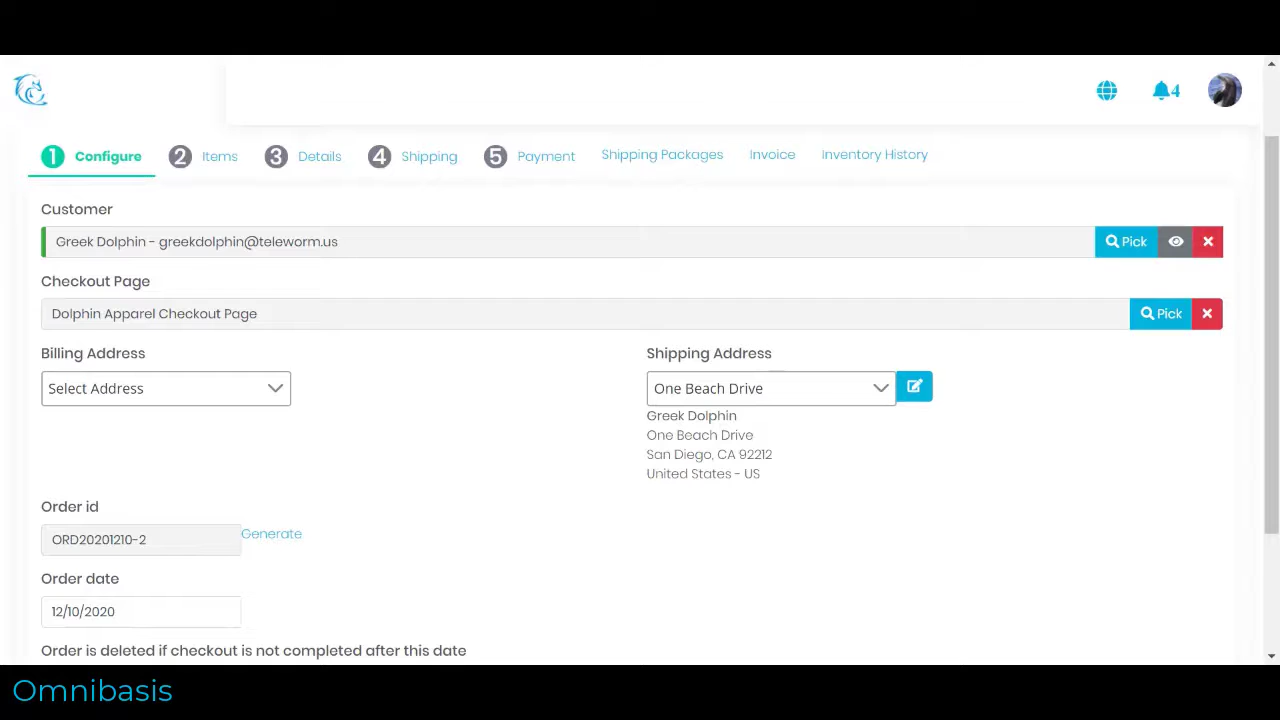 4
1 Configure
2 Items
3 Details
4 Shipping
5 Payment
Shipping Packages
Invoice
Inventory History
Customer
Greek Dolphin - greekdolphin@teleworm.us
Pick
Checkout Page
Dolphin Apparel Checkout Page
Pick
Billing Address
Select Address
Shipping Address
One Beach Drive
Greek Dolphin
One Beach Drive
San Diego, CA 92212
United States - US
Order id
ORD20201210-2
Generate
Order date
12/10/2020
Order is deleted if checkout is not completed after this date
Omnibasis